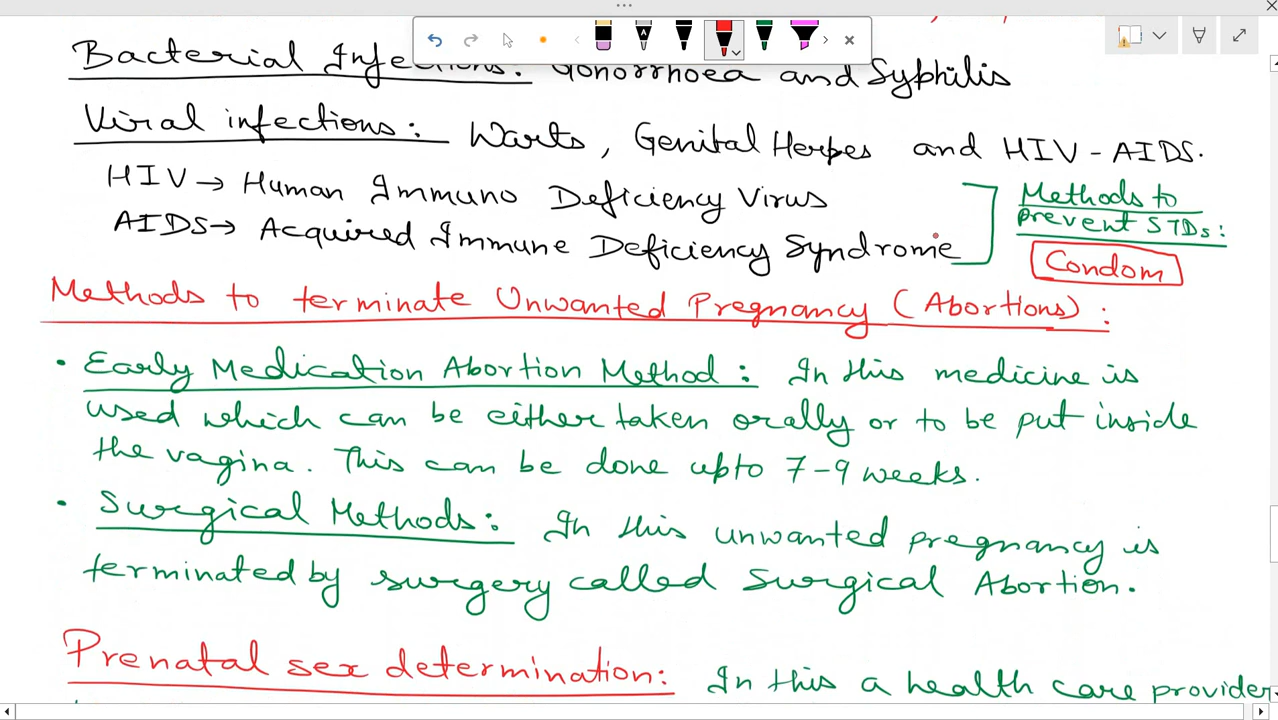 Bacterial Infections: Gonorrhoea and Syphilis
Viral infections: Warts, Genital Herpes and HIV-AIDS.
HIV → Human Immuno Deficiency Virus
AIDS → Acquired Immune Deficiency Syndrome
Methods to
prevent STDs:
Condom
Methods to terminate Unwanted Pregnancy (Abortions):
• Early Medication Abortion Method: In this medicine is
used which can be either taken orally or to be put inside
the vagina. This can be done upto 7-9 weeks.
• Surgical Methods: In this unwanted pregnancy is
terminated by surgery called Surgical Abortion.
Prenatal sex determination: In this a health care provider